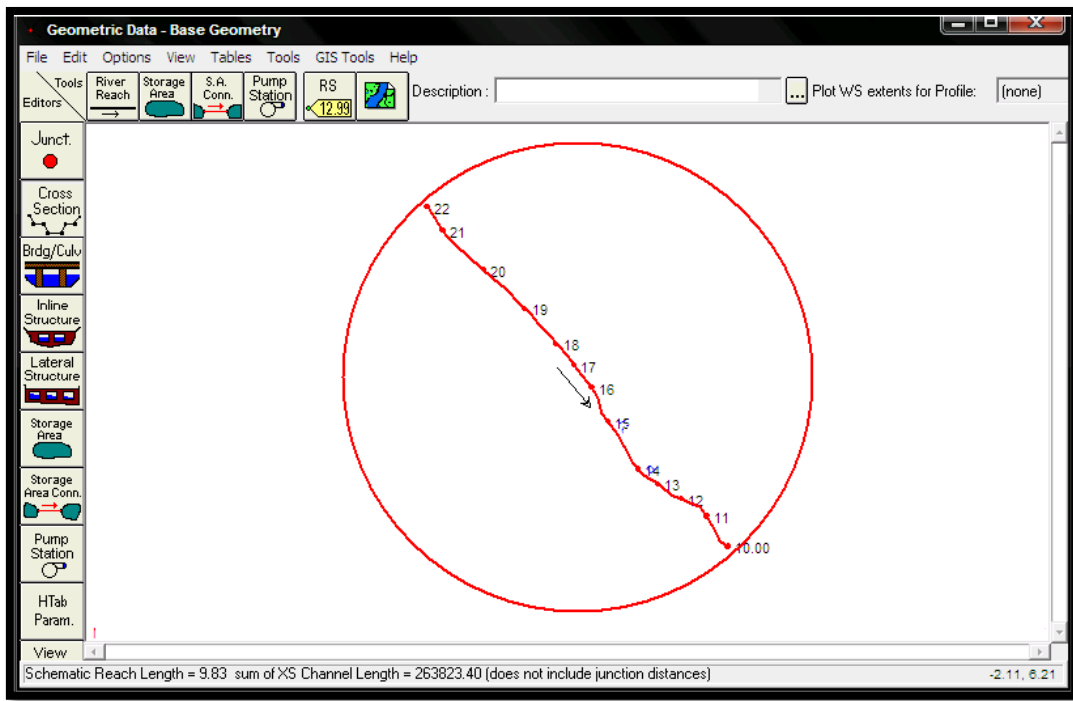 Geometric Data - Base Geometry
File Edit Options View Tables Tools GIS Tools Help
Tools
Editors
River
Reach
Storage
Area
S.A.
Conn.
Pump
Station
RS
12.99
Description :
...
Plot WS extents for Profile:
(none)
Junct.
Cross
Section
Brdg/Culv
Inline
Structure
Lateral
Structure
Storage
Area
Storage
Area Conn.
Pump
Station
HTab
Param.
View
22
21
20
19
18
17
16
15
14
13
12
11
10.00
Schematic Reach Length = 9.83 sum of XS Channel Length = 263823.40 (does not include junction distances)
-2.11, 6.21